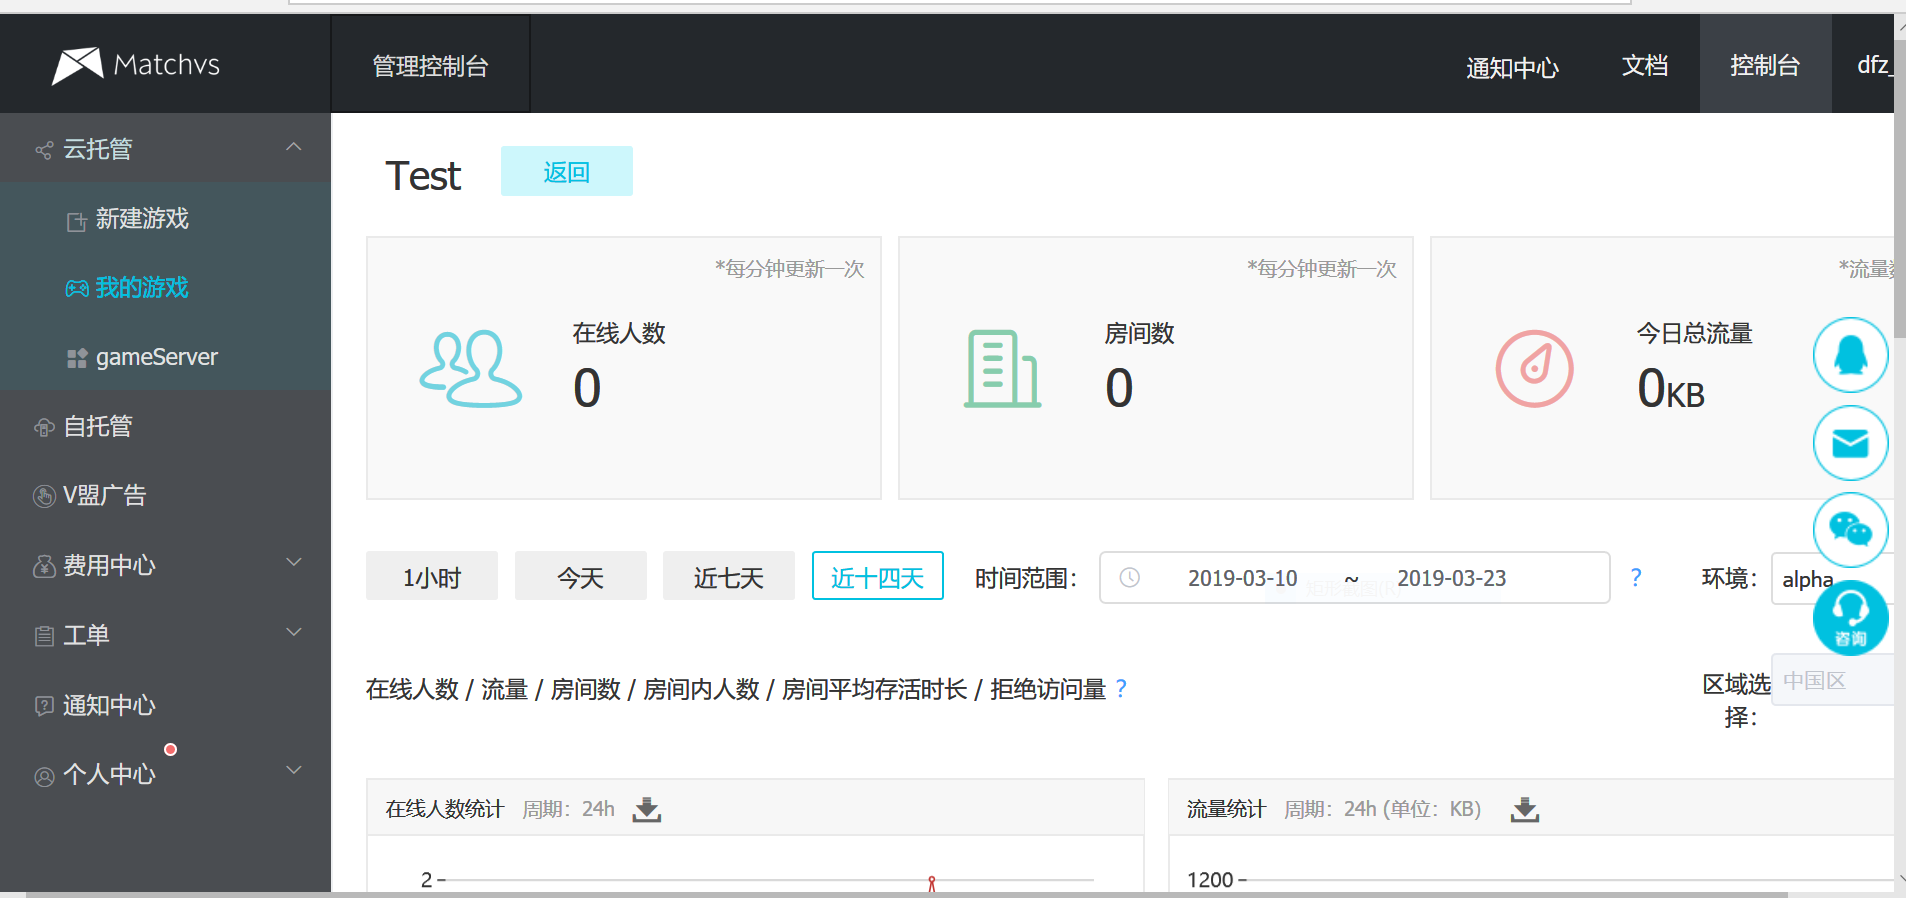 Matchvs
管理控制台
通知中心
文档
控制台
dfz_
云托管
新建游戏
我的游戏
gameServer
自托管
V盟广告
费用中心
工单
通知中心
个人中心
Test
返回
*每分钟更新一次
在线人数
0
*每分钟更新一次
房间数
0
*流量
今日总流量
0KB
1小时
今天
近七天
近十四天
时间范围：
2019-03-10 ~ 2019-03-23
?
环境：
alpha
咨询
在线人数 / 流量 / 房间数 / 房间内人数 / 房间平均存活时长 / 拒绝访问量 ?
区域选
择：
中国区
在线人数统计 周期：24h
2
流量统计 周期：24h (单位：KB)
1200